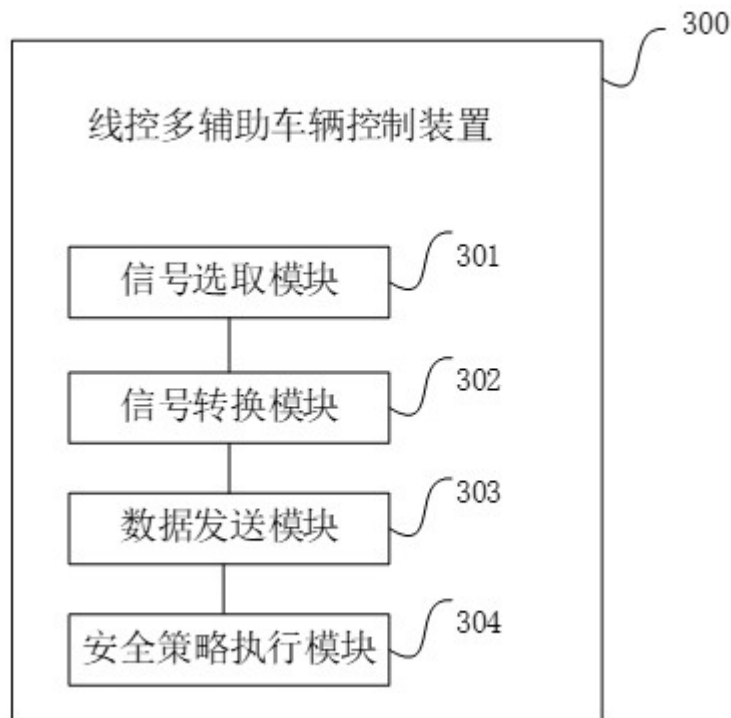 300
线控多辅助车辆控制装置
信号选取模块
301
信号转换模块
302
数据发送模块
303
安全策略执行模块
304